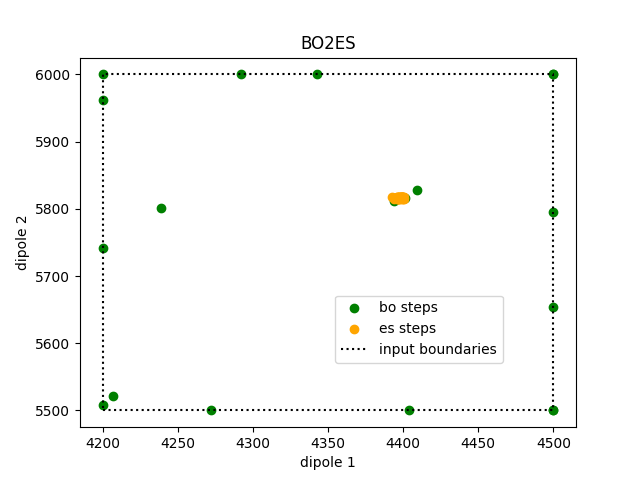 BO2ES
6000
5900
5800
5700
5600
5500
dipole 2
bo steps
es steps
input boundaries
4200 4250 4300 4350 4400 4450 4500
dipole 1